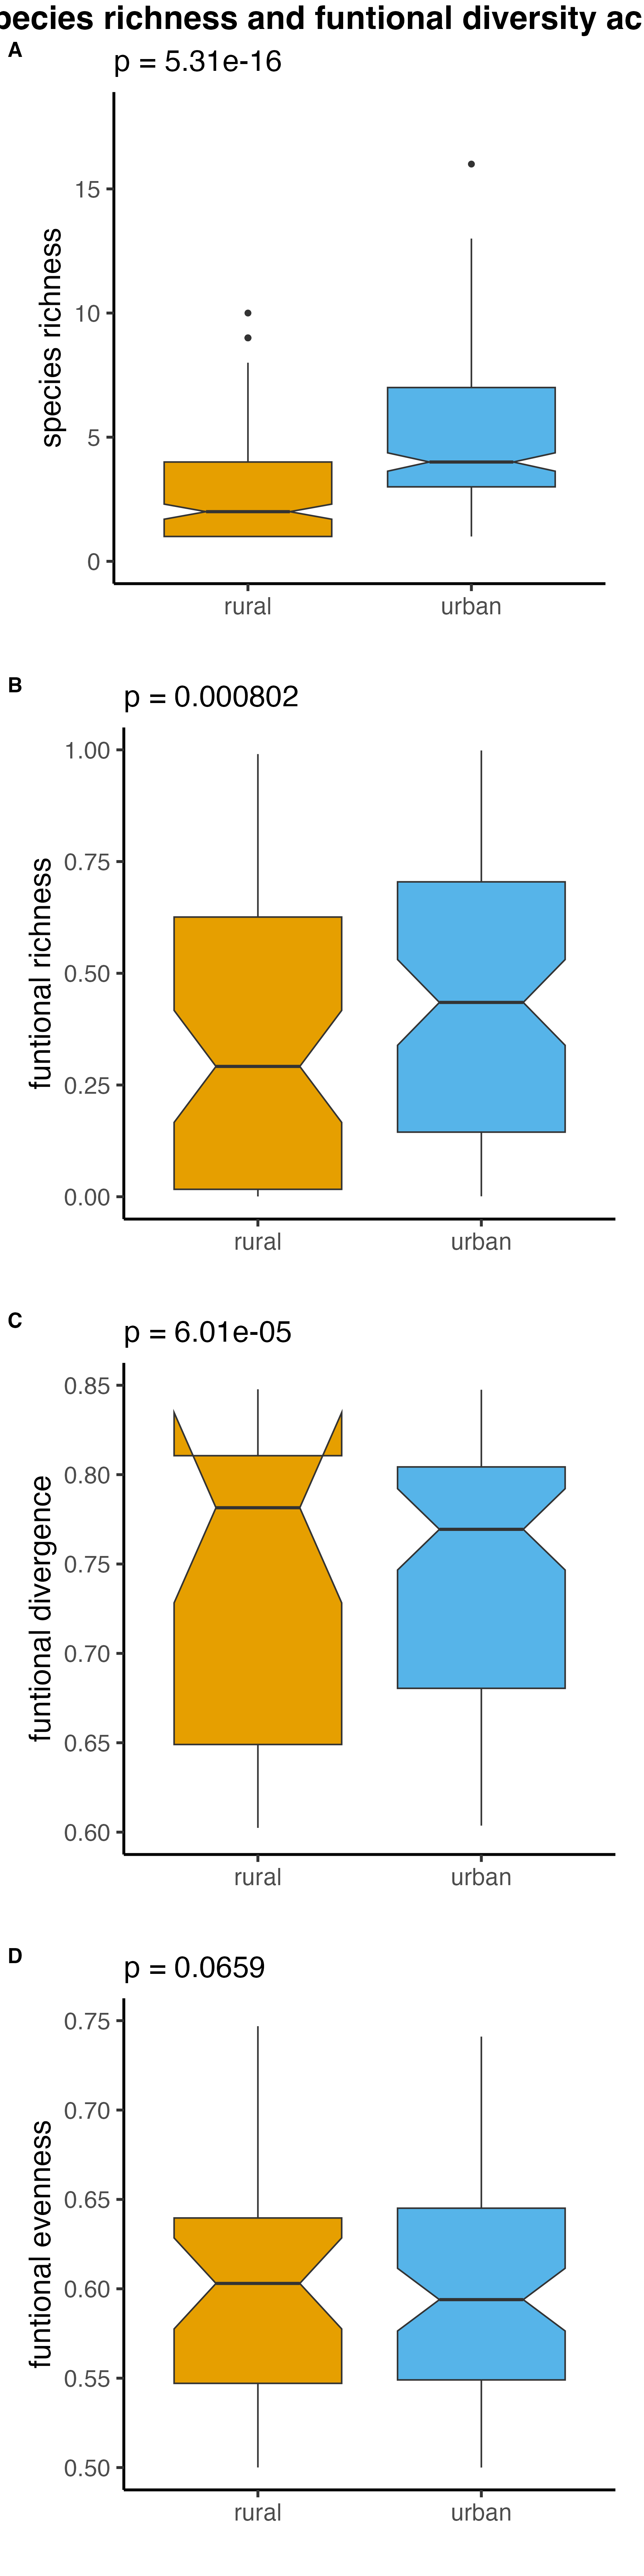 pecies richness and funtional diversity ac
A
p = 5.31e-16
species richness
15
10
5
0
rural urban
B
p = 0.000802
funtional richness
1.00
0.75
0.50
0.25
0.00
rural urban
C
p = 6.01e-05
funtional divergence
0.85
0.80
0.75
0.70
0.65
0.60
rural urban
D
p = 0.0659
funtional evenness
0.75
0.70
0.65
0.60
0.55
0.50
rural urban